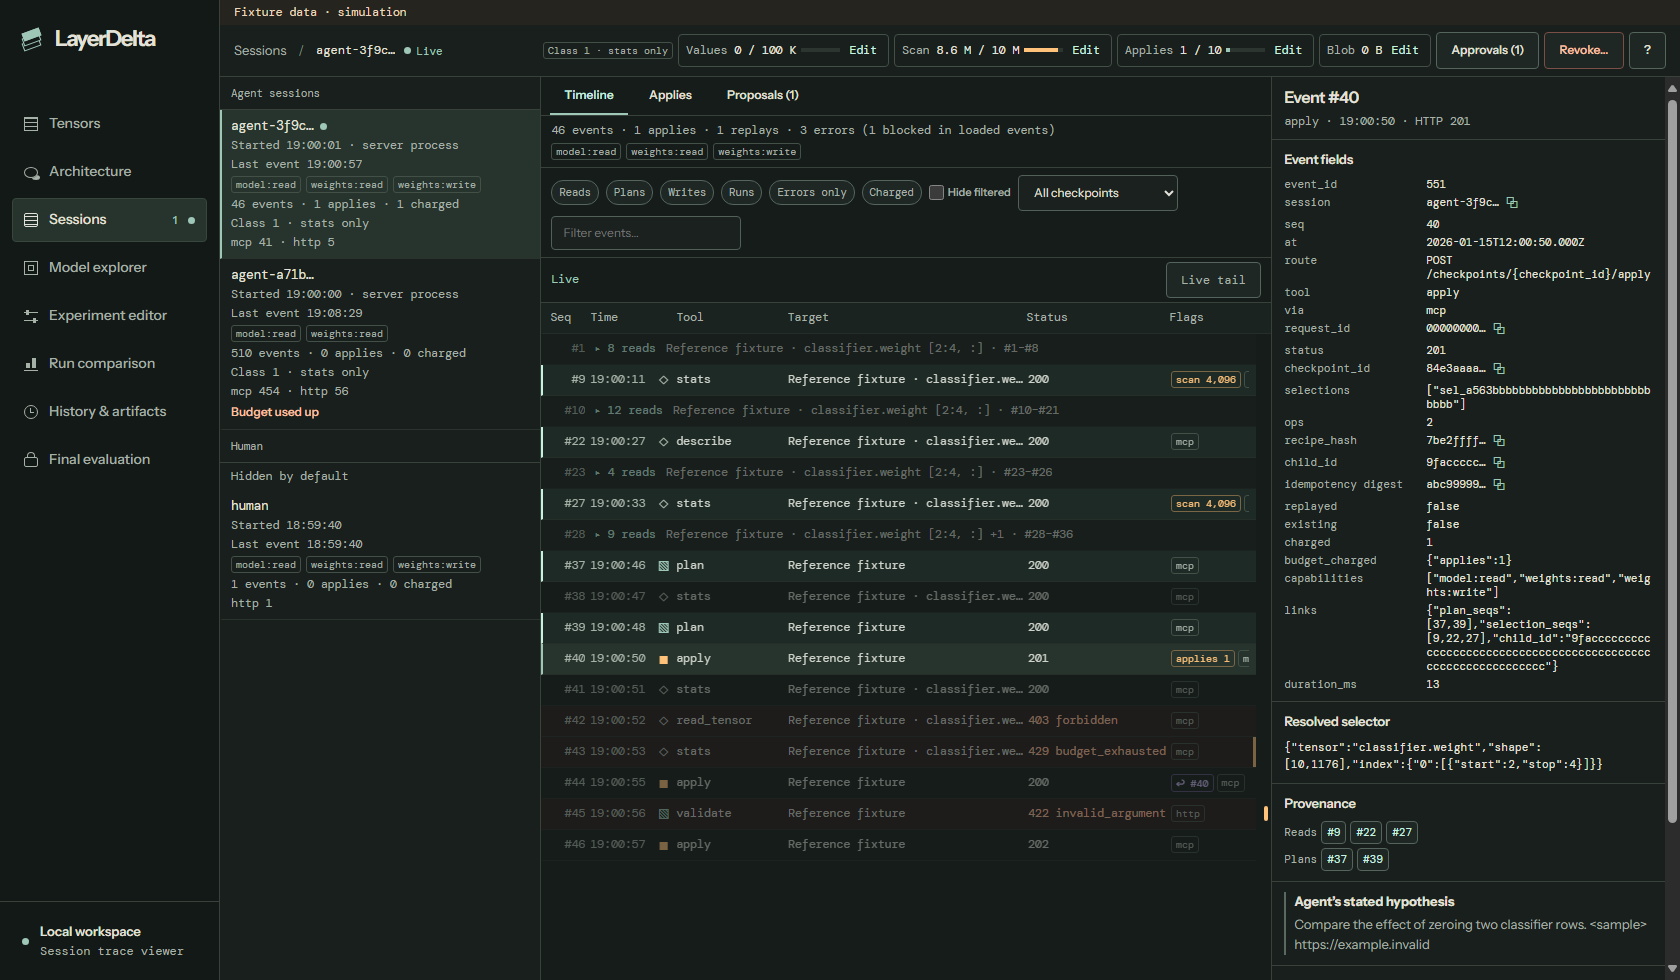 Fixture data · simulation
LayerDelta
Sessions / agent-3f9c… Live
Class 1 · stats only
Values 0 / 100 K Edit
Scan 8.6 M / 10 M Edit
Applies 1 / 10 Edit
Blob 0 B Edit
Approvals (1)
Revoke…
?
Tensors
Architecture
Sessions 1
Model explorer
Experiment editor
Run comparison
History & artifacts
Final evaluation
Local workspace
Session trace viewer
Agent sessions
agent-3f9c…
Started 19:00:01 · server process
Last event 19:00:57
model:read weights:read weights:write
46 events · 1 applies · 1 charged
Class 1 · stats only
mcp 41 · http 5
agent-a71b…
Started 19:00:00 · server process
Last event 19:08:29
model:read weights:read
510 events · 0 applies · 0 charged
Class 1 · stats only
mcp 454 · http 56
Budget used up
Human
Hidden by default
human
Started 18:59:40
Last event 18:59:40
model:read weights:read weights:write
1 events · 0 applies · 0 charged
http 1
Timeline Applies Proposals (1)
46 events · 1 applies · 1 replays · 3 errors (1 blocked in loaded events)
model:read weights:read weights:write
Reads Plans Writes Runs Errors only Charged Hide filtered All checkpoints
Filter events…
Live Live tail
Seq Time Tool Target Status Flags
#1 ▸ 8 reads Reference fixture · classifier.weight [2:4, :] · #1–#8
#9 19:00:11 ◇ stats Reference fixture · classifier.we… 200 scan 4,096
#10 ▸ 12 reads Reference fixture · classifier.weight [2:4, :] · #10–#21
#22 19:00:27 ◇ describe Reference fixture · classifier.we… 200 mcp
#23 ▸ 4 reads Reference fixture · classifier.weight [2:4, :] · #23–#26
#27 19:00:33 ◇ stats Reference fixture · classifier.we… 200 scan 4,096
#28 ▸ 9 reads Reference fixture · classifier.weight [2:4, :] +1 · #28–#36
#37 19:00:46 ▧ plan Reference fixture 200 mcp
#38 19:00:47 ◇ stats Reference fixture · classifier.we… 200 mcp
#39 19:00:48 ▧ plan Reference fixture 200 mcp
#40 19:00:50 ■ apply Reference fixture 201 applies 1 m
#41 19:00:51 ◇ stats Reference fixture · classifier.we… 200 mcp
#42 19:00:52 ◇ read_tensor Reference fixture · classifier.we… 403 forbidden mcp
#43 19:00:53 ◇ stats Reference fixture · classifier.we… 429 budget_exhausted mcp
#44 19:00:55 ■ apply Reference fixture 200 ↩ #40 mcp
#45 19:00:56 ▧ validate Reference fixture 422 invalid_argument http
#46 19:00:57 ■ apply Reference fixture 202 mcp
Event #40
apply · 19:00:50 · HTTP 201
Event fields
event_id 551
session agent-3f9c…
seq 40
at 2026-01-15T12:00:50.000Z
route POST
/checkpoints/{checkpoint_id}/apply
tool apply
via mcp
request_id 00000000…
status 201
checkpoint_id 84e3aaaa…
selections ["sel_a563bbbbbbbbbbbbbbbbbbbbbbbb
bbbb"]
ops 2
recipe_hash 7be2ffff…
child_id 9faccccc…
idempotency digest abc99999…
replayed false
existing false
charged 1
budget_charged {"applies":1}
capabilities ["model:read","weights:read","weig
hts:write"]
links {"plan_seqs":
[37,39],"selection_seqs":
[9,22,27],"child_id":"9faccccccccc
cccccccccccccccccccccccccccccccccc
cccccccccccccccccc"}
duration_ms 13
Resolved selector
{"tensor":"classifier.weight","shape":
[10,1176],"index":{"0":[{"start":2,"stop":4}]}}
Provenance
Reads #9 #22 #27
Plans #37 #39
Agent's stated hypothesis
Compare the effect of zeroing two classifier rows. <sample>
https://example.invalid